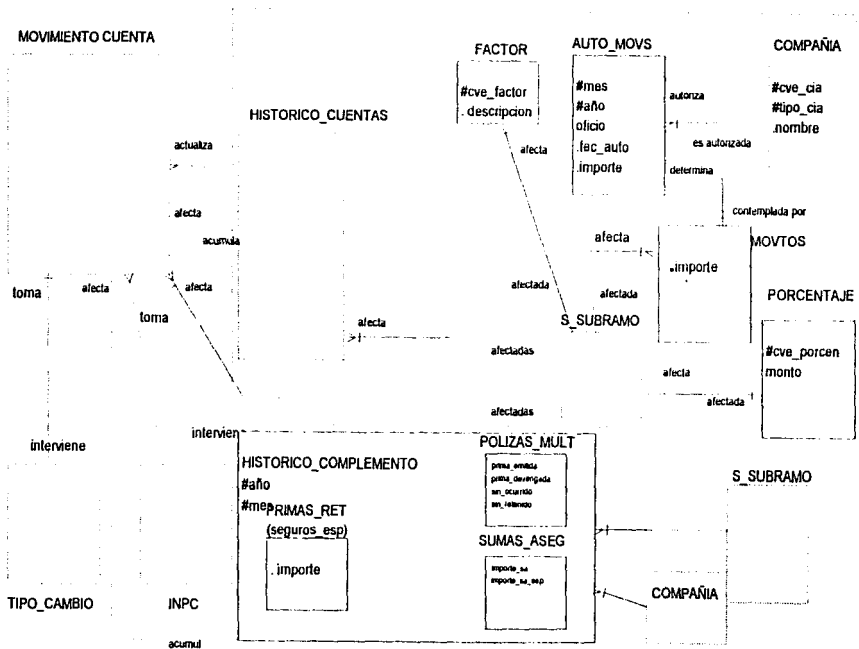 MOVIMIENTO CUENTA
FACTOR
AUTO_MOVS
COMPAÑIA
#cve_factor
.descripcion
#mes
#año
oficio
.fec_auto
.importe
autoriza
#cve_cia
#tipo_cia
.nombre
HISTORICO_CUENTAS
actualiza
afecta
es autorizada
determina
afecta
acumula
contemplada por
MOVTOS
afecta
.importe
toma
afecta
toma
afecta
afectada
afectada
PORCENTAJE
S_SUBRAMO
afecta
#cve_porcen
monto
afectadas
afecta
afectada
afectadas
interviene
intervien
HISTORICO_COMPLEMENTO
#año
#mes
PRIMAS_RET
(seguros_esp)
.importe
POLIZAS_MULT
prima_emitida
prima_devengada
sin_ocurrido
sin_retenido
S_SUBRAMO
SUMAS_ASEG
importe_sa
importe_sa_esp
COMPAÑIA
TIPO_CAMBIO
INPC
acumul